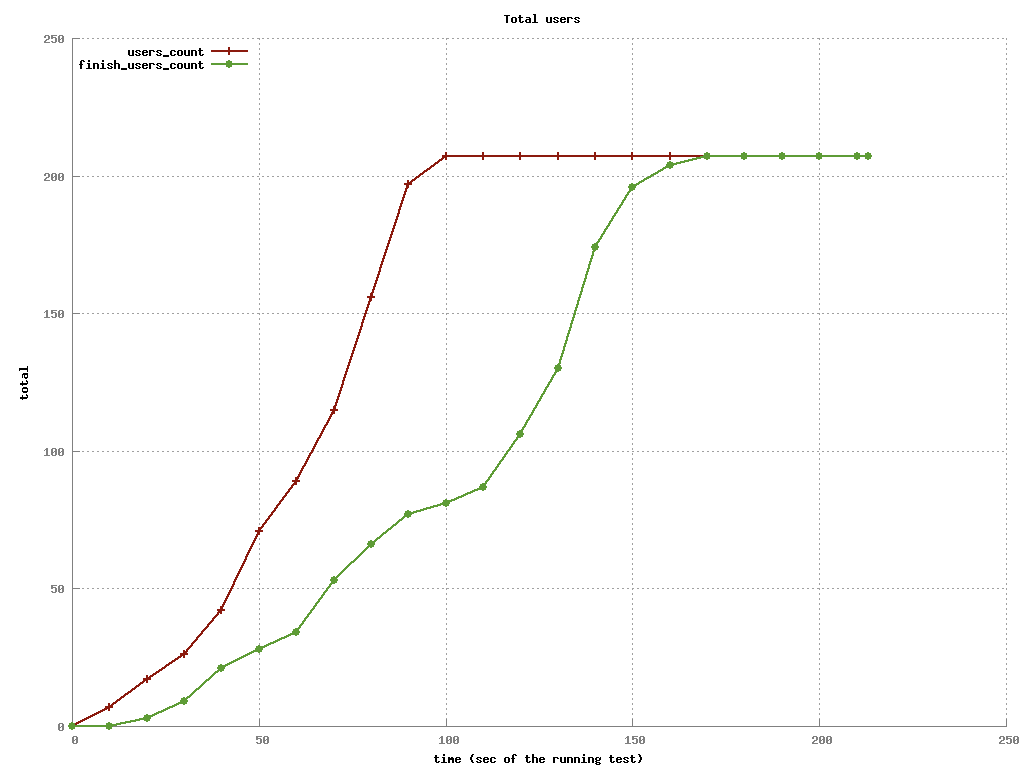 Total users
250
users_count
finish_users_count
200
150
total
100
50
0
0 50 100 150 200 250
time (sec of the running test)